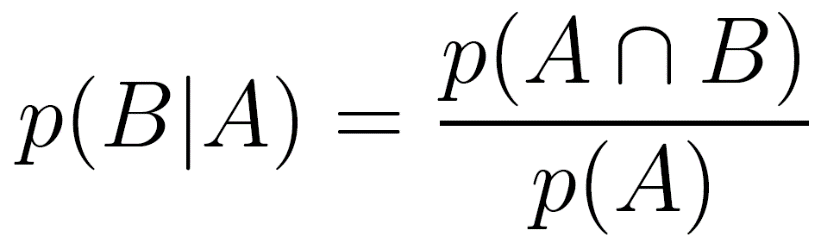 p(B|A) = p(A ∩ B) / p(A)